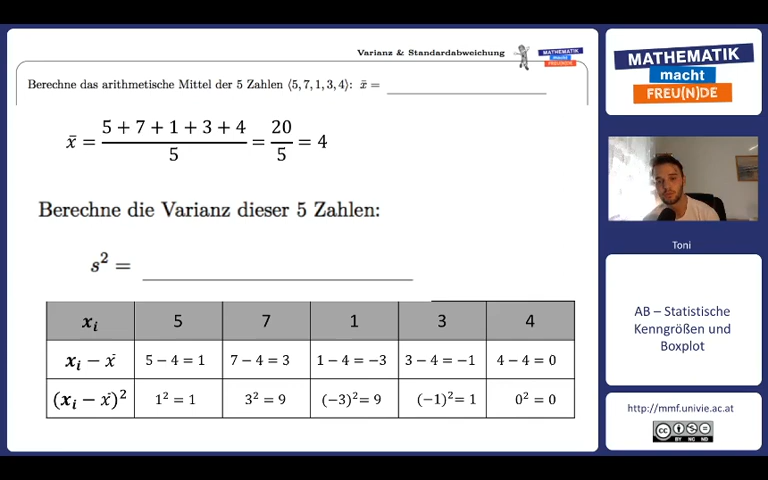 Varianz & Standardabweichung
MATHEMATIK
macht
FREU(N)DE
Berechne das arithmetische Mittel der 5 Zahlen ⟨5, 7, 1, 3, 4⟩: x̄ =
x̄ = (5 + 7 + 1 + 3 + 4)/5 = 20/5 = 4
Berechne die Varianz dieser 5 Zahlen:
s² =
xᵢ 5 7 1 3 4
xᵢ − x̄ 5 − 4 = 1 7 − 4 = 3 1 − 4 = −3 3 − 4 = −1 4 − 4 = 0
(xᵢ − x̄)² 1² = 1 3² = 9 (−3)² = 9 (−1)² = 1 0² = 0
MATHEMATIK
macht
FREU(N)DE
Toni
AB – Statistische
Kenngrößen und
Boxplot
http://mmf.univie.ac.at
cc
BY NC ND